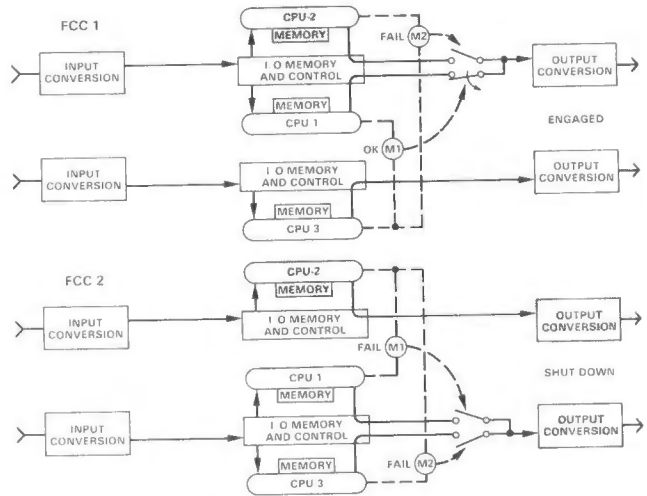 CPU-2
FCC 1
MEMORY
FAIL M2
INPUT
CONVERSION
I O MEMORY
AND CONTROL
OUTPUT
CONVERSION
MEMORY
CPU 1
ENGAGED
OK M1
INPUT
CONVERSION
I O MEMORY
AND CONTROL
OUTPUT
CONVERSION
MEMORY
CPU 3
CPU-2
FCC 2
MEMORY
INPUT
CONVERSION
I O MEMORY
AND CONTROL
OUTPUT
CONVERSION
FAIL M1
CPU 1
SHUT DOWN
MEMORY
INPUT
CONVERSION
I O MEMORY
AND CONTROL
OUTPUT
CONVERSION
MEMORY
FAIL M2
CPU 3